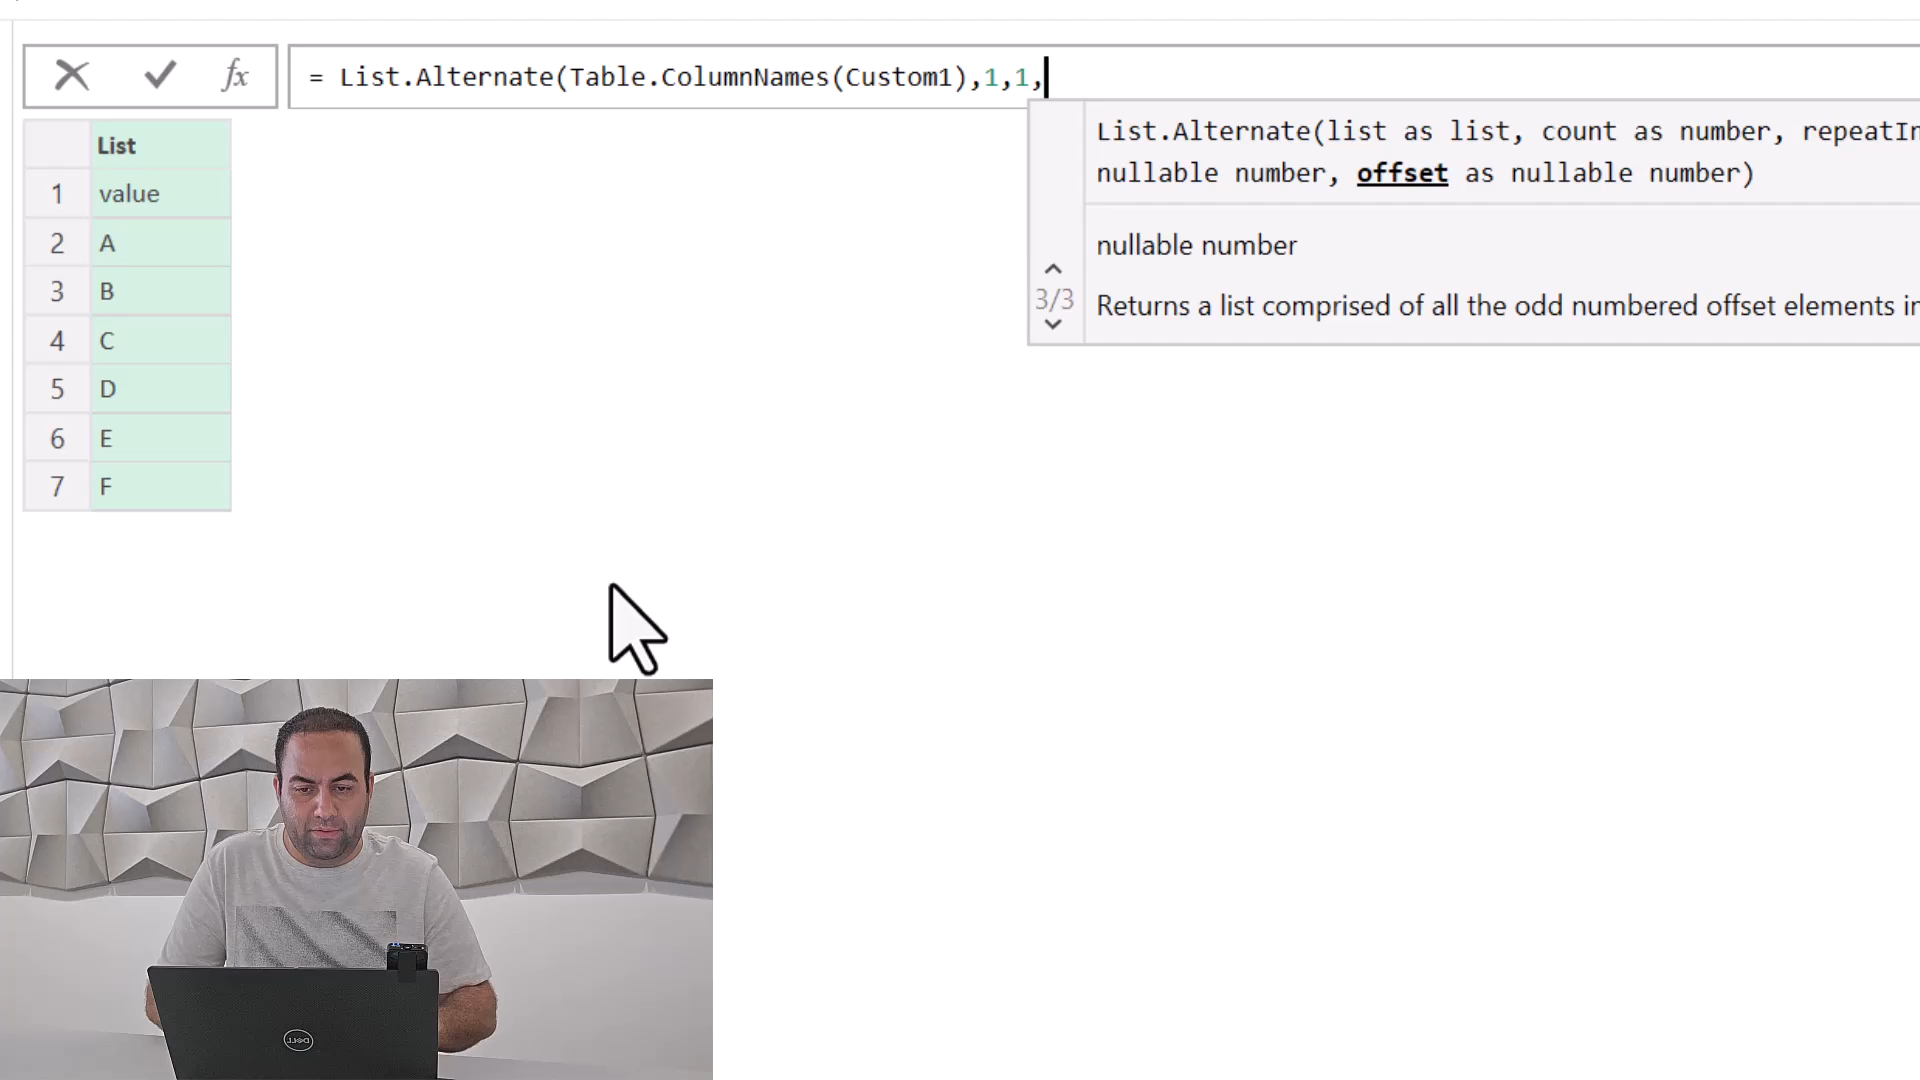 fx
= List.Alternate(Table.ColumnNames(Custom1),1,1,
List.Alternate(list as list, count as number, repeatIn
nullable number, offset as nullable number)
nullable number
3/3
Returns a list comprised of all the odd numbered offset elements in
List
1 value
2 A
3 B
4 C
5 D
6 E
7 F
DELL